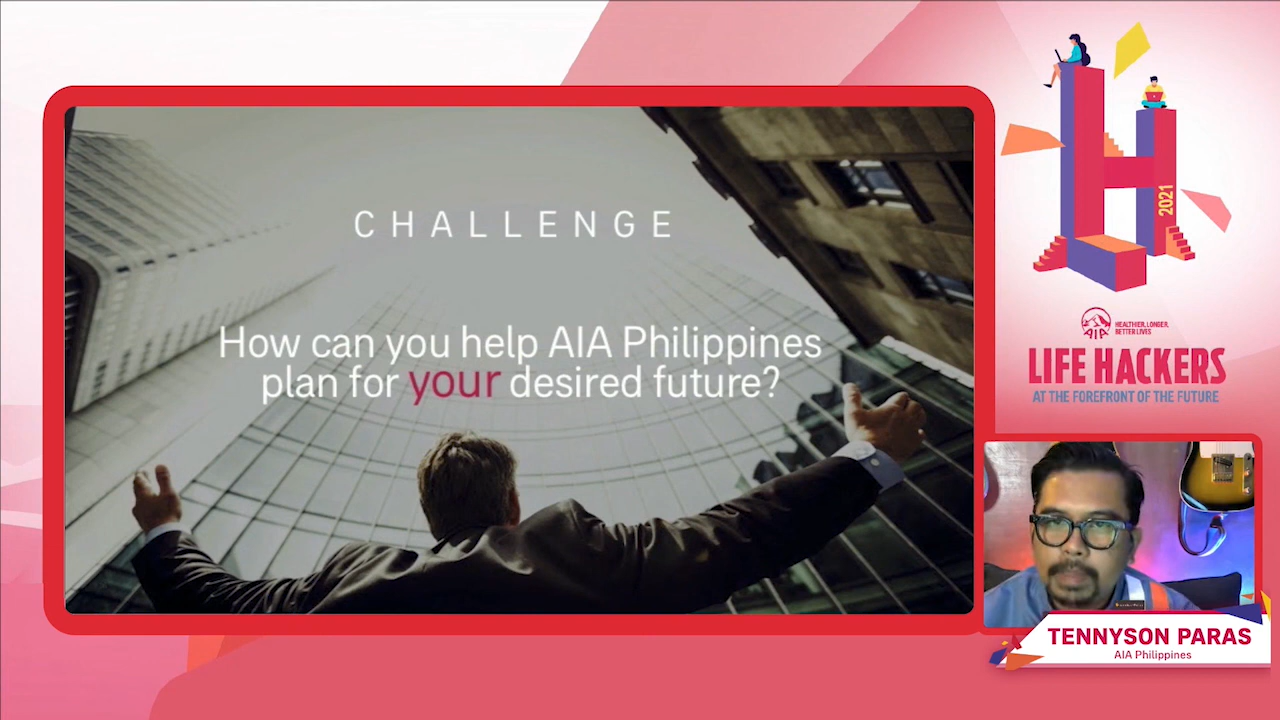 CHALLENGE
How can you help AIA Philippines
plan for your desired future?
2021
AIA
HEALTHIER, LONGER,
BETTER LIVES
LIFE HACKERS
AT THE FOREFRONT OF THE FUTURE
TENNYSON PARAS
AIA Philippines